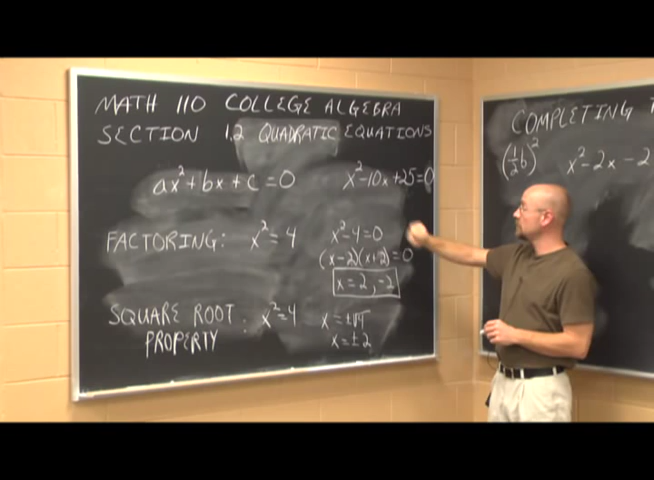 MATH 110 COLLEGE ALGEBRA
SECTION 1.2 QUADRATIC EQUATIONS
ax²+bx+c=0
x²-10x+25=0
FACTORING: x²=4
x²-4=0
(x-2)(x+2)=0
x=2,-2
SQUARE ROOT PROPERTY: x²=4
x=±√4
x=±2
COMPLETING
(½b)²
x²-2x-2